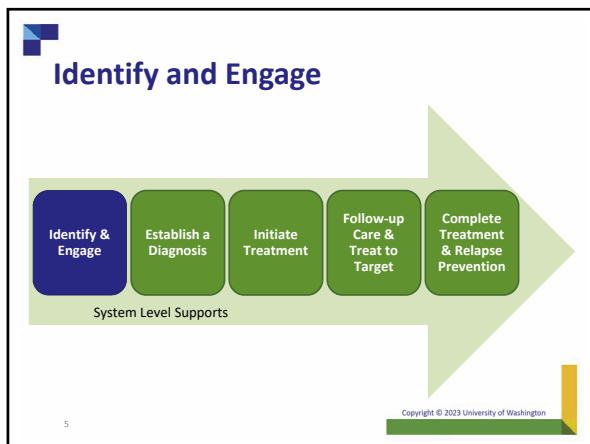 Identify and Engage
Identify &
Engage
Establish a
Diagnosis
Initiate
Treatment
Follow-up
Care &
Treat to
Target
Complete
Treatment
& Relapse
Prevention
System Level Supports
5
Copyright © 2023 University of Washington